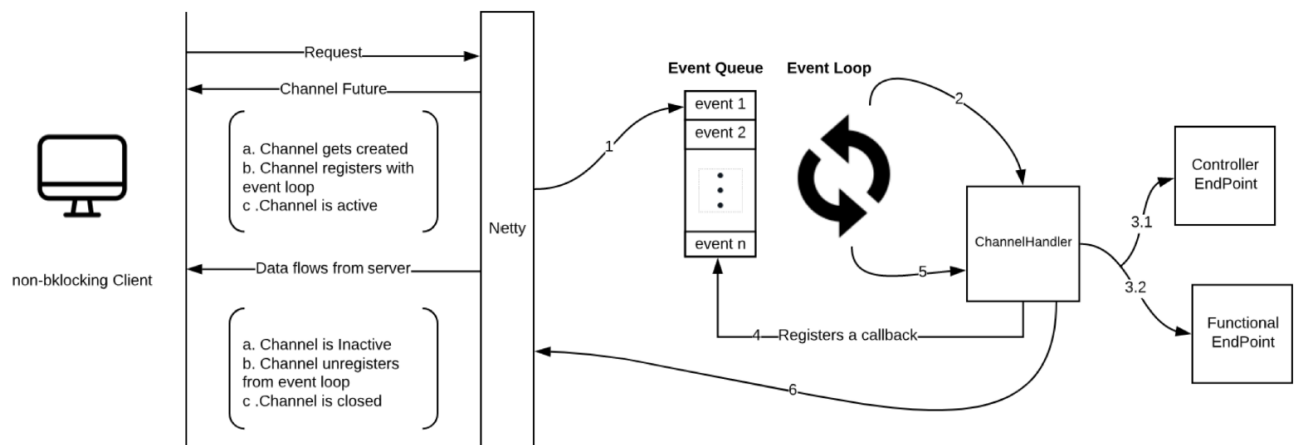 Request
Channel Future
a. Channel gets created
b. Channel registers with
event loop
c .Channel is active
non-bklocking Client
Data flows from server
a. Channel is Inactive
b. Channel unregisters
from event loop
c .Channel is closed
Netty
1
Event Queue
event 1
event 2
event n
Event Loop
2
5
ChannelHandler
4
Registers a callback
6
3.1
3.2
Controller
EndPoint
Functional
EndPoint